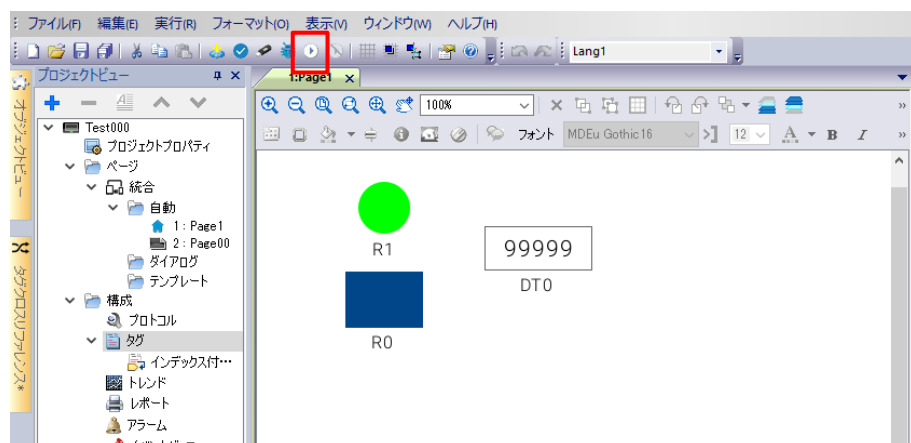 ファイル(F) 編集(E) 実行(R) フォーマット(O) 表示(V) ウィンドウ(W) ヘルプ(H)
Lang1
プロジェクトビュー
1:Page1
100%
フォント MDEu Gothic16 12 A B I
オブジェクトビュー
タグクロスリファレンス*
Test000
プロジェクトプロパティ
ページ
統合
自動
1 : Page1
2 : Page00
ダイアログ
テンプレート
構成
プロトコル
タグ
インデックス付…
トレンド
レポート
アラーム
R1
99999
DT0
R0